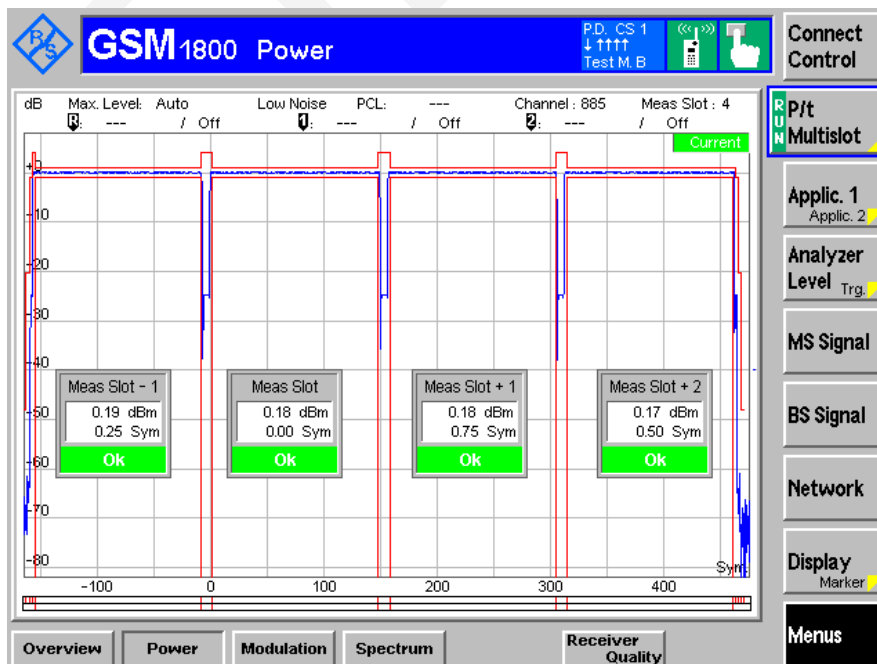 R/S
GSM 1800 Power
P.D. CS 1
↓ ↑↑↑↑
Test M. B
Connect
Control
dB Max. Level: Auto Low Noise PCL: --- Channel : 885 Meas Slot : 4
R: --- / Off 1: --- / Off 2: --- / Off
Current
RUN
P/t
Multislot
Applic. 1
Applic. 2
Analyzer
Level Trg.
MS Signal
BS Signal
Network
Display
Marker
Menus
+0
-10
-20
-30
-40
-50
-60
-70
-80
Meas Slot - 1
0.19 dBm
0.25 Sym
Ok
Meas Slot
0.18 dBm
0.00 Sym
Ok
Meas Slot + 1
0.18 dBm
0.75 Sym
Ok
Meas Slot + 2
0.17 dBm
0.50 Sym
Ok
-100 0 100 200 300 400
Overview Power Modulation Spectrum Receiver
Quality